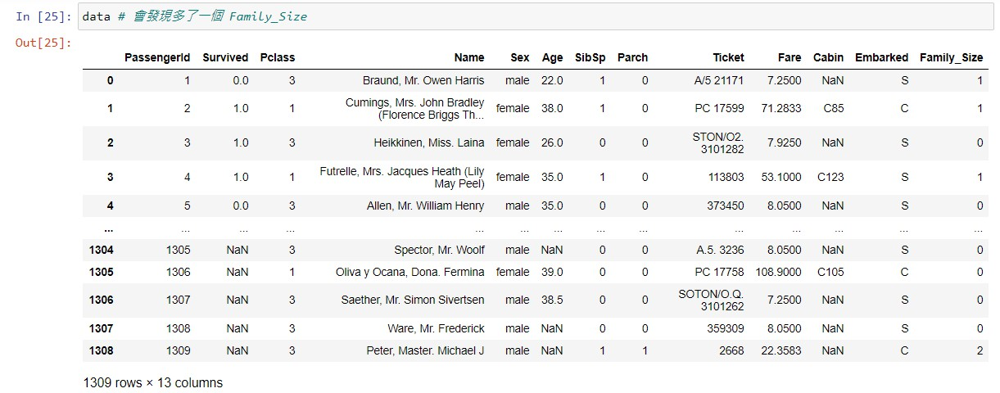 In [25]: data # 會發現多了一個 Family_Size
Out[25]:
PassengerId Survived Pclass Name Sex Age SibSp Parch Ticket Fare Cabin Embarked Family_Size
0 1 0.0 3 Braund, Mr. Owen Harris male 22.0 1 0 A/5 21171 7.2500 NaN S 1
1 2 1.0 1 Cumings, Mrs. John Bradley (Florence Briggs Th... female 38.0 1 0 PC 17599 71.2833 C85 C 1
2 3 1.0 3 Heikkinen, Miss. Laina female 26.0 0 0 STON/O2. 3101282 7.9250 NaN S 0
3 4 1.0 1 Futrelle, Mrs. Jacques Heath (Lily May Peel) female 35.0 1 0 113803 53.1000 C123 S 1
4 5 0.0 3 Allen, Mr. William Henry male 35.0 0 0 373450 8.0500 NaN S 0
... ... ... ... ... ... ... ... ... ... ... ... ... ...
1304 1305 NaN 3 Spector, Mr. Woolf male NaN 0 0 A.5. 3236 8.0500 NaN S 0
1305 1306 NaN 1 Oliva y Ocana, Dona. Fermina female 39.0 0 0 PC 17758 108.9000 C105 C 0
1306 1307 NaN 3 Saether, Mr. Simon Sivertsen male 38.5 0 0 SOTON/O.Q. 3101262 7.2500 NaN S 0
1307 1308 NaN 3 Ware, Mr. Frederick male NaN 0 0 359309 8.0500 NaN S 0
1308 1309 NaN 3 Peter, Master. Michael J male NaN 1 1 2668 22.3583 NaN C 2
1309 rows × 13 columns